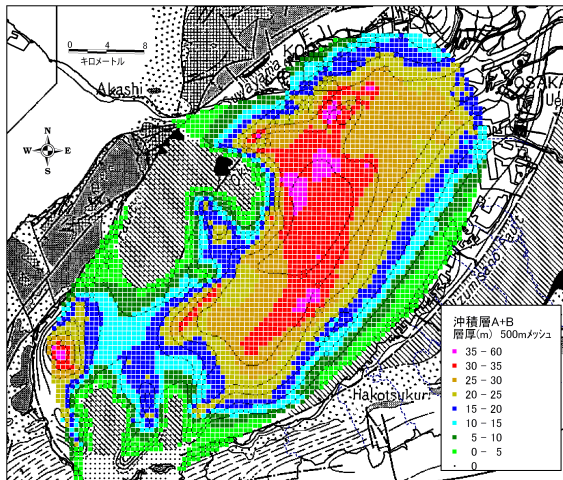 0 4 8
キロメートル
Akashi
OSAKA
Ue
N
W E
S
Hakotsukuri
沖積層A+B
層厚(m) 500mメッシュ
35 - 60
30 - 35
25 - 30
20 - 25
15 - 20
10 - 15
5 - 10
0 - 5
0